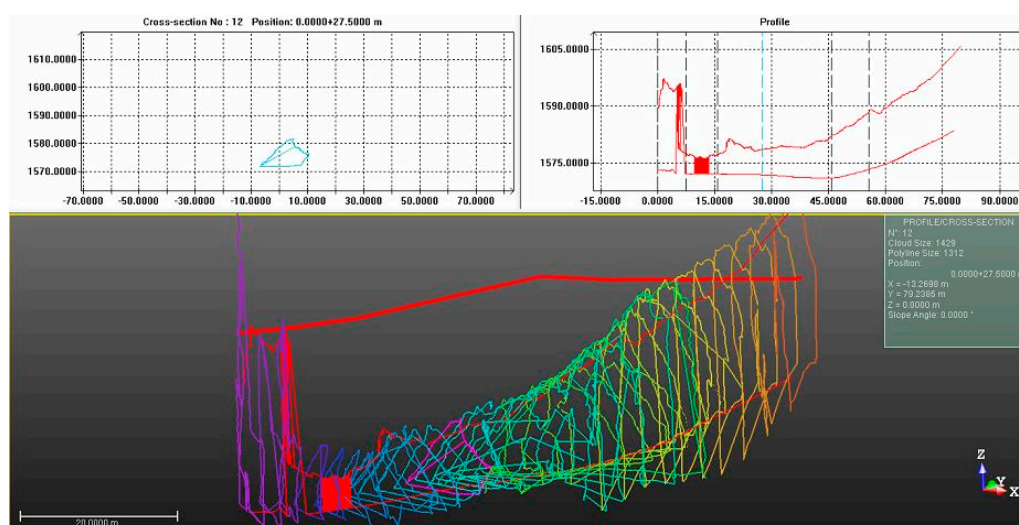 Cross-section No : 12 Position: 0.0000+27.5000 m
1610.0000
1600.0000
1590.0000
1580.0000
1570.0000
-70.0000 -50.0000 -30.0000 -10.0000 10.0000 30.0000 50.0000 70.0000
Profile
1605.0000
1590.0000
1575.0000
-15.0000 0.0000 15.0000 30.0000 45.0000 60.0000 75.0000 90.0000
PROFILE/CROSS-SECTION
N°: 12
Cloud Size: 1429
Polyline Size: 1312
Position:
0.0000+27.5000
X = -13.2698 m
Y = 79.2385 m
Z = 0.0000 m
Slope Angle: 0.0000 °
20.0000 m
Z
Y
X